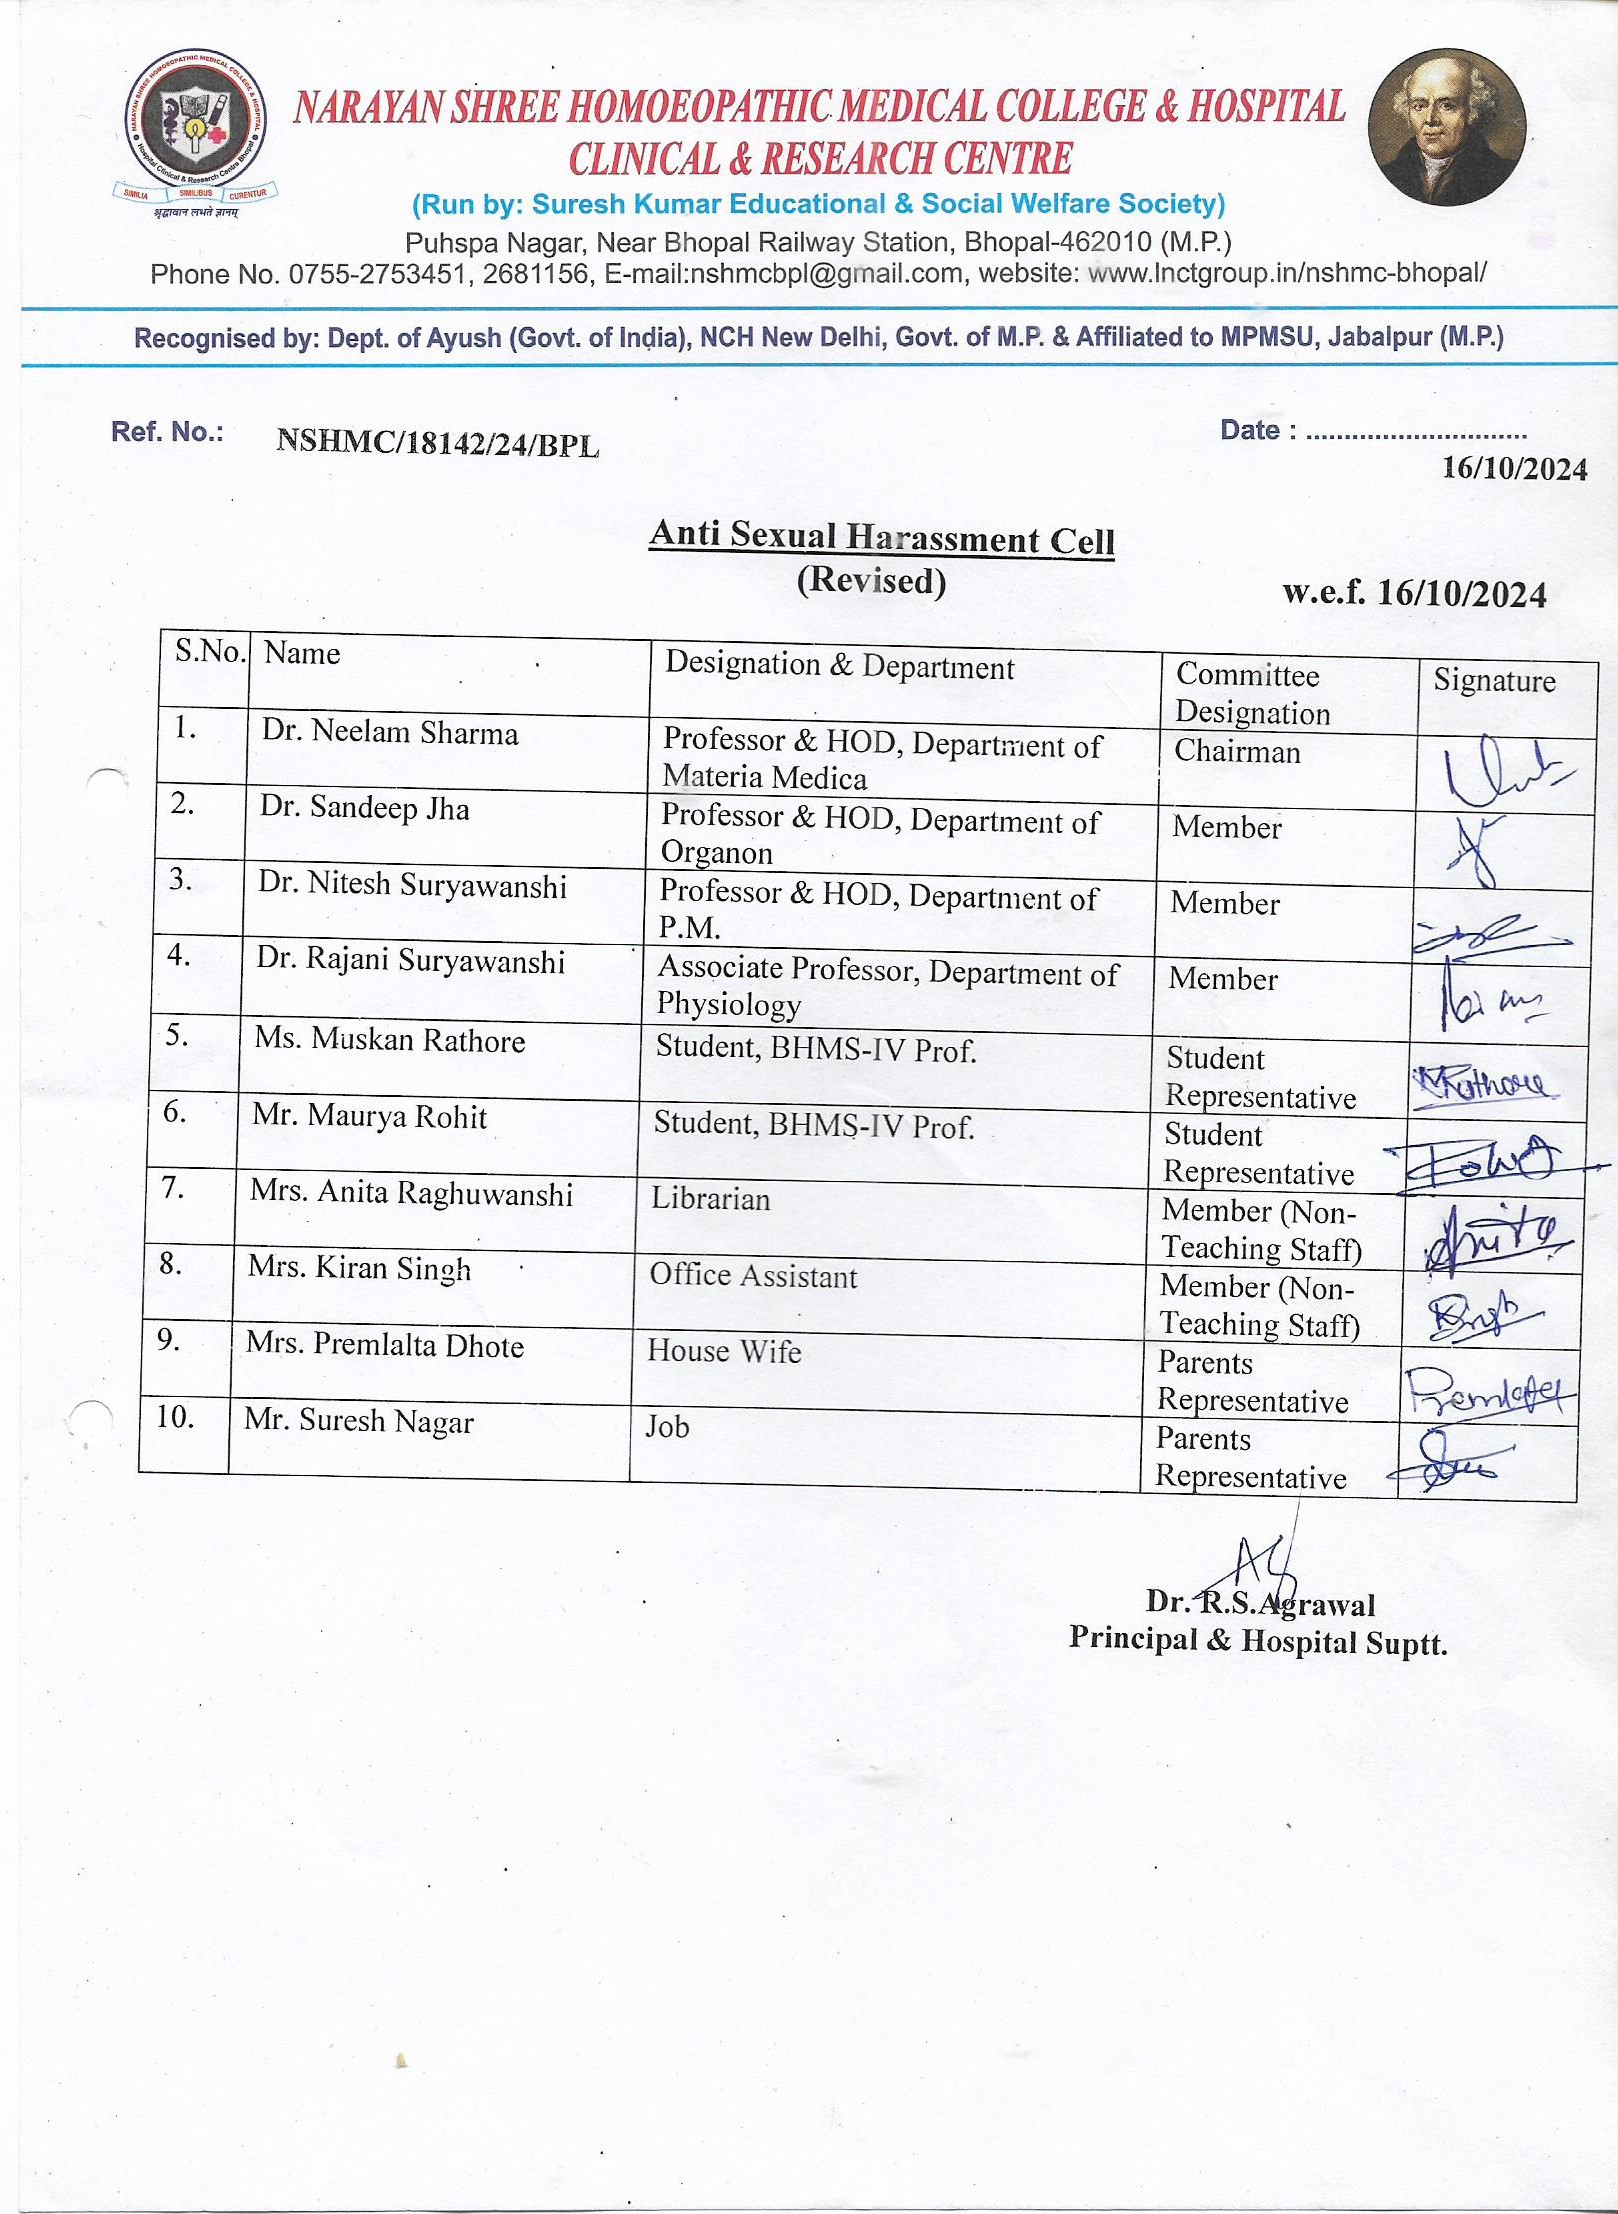 NARAYAN SHREE HOMOEOPATHIC MEDICAL COLLEGE & HOSPITAL
Hospital Clinical & Research Centre Bhopal
SIMILIA SIMILIBUS CURENTUR
श्रद्धावान लभते ज्ञानम्
NARAYAN SHREE HOMOEOPATHIC MEDICAL COLLEGE & HOSPITAL
CLINICAL & RESEARCH CENTRE
(Run by: Suresh Kumar Educational & Social Welfare Society)
Puhspa Nagar, Near Bhopal Railway Station, Bhopal-462010 (M.P.)
Phone No. 0755-2753451, 2681156, E-mail:nshmcbpl@gmail.com, website: www.lnctgroup.in/nshmc-bhopal/
Recognised by: Dept. of Ayush (Govt. of India), NCH New Delhi, Govt. of M.P. & Affiliated to MPMSU, Jabalpur (M.P.)
Ref. No.: NSHMC/18142/24/BPL Date : .............................
16/10/2024
Anti Sexual Harassment Cell
(Revised) w.e.f. 16/10/2024
S.No. Name Designation & Department Committee
Designation Signature
1. Dr. Neelam Sharma Professor & HOD, Department of Chairman
Materia Medica
2. Dr. Sandeep Jha Professor & HOD, Department of Member
Organon
3. Dr. Nitesh Suryawanshi Professor & HOD, Department of Member
P.M.
4. Dr. Rajani Suryawanshi Associate Professor, Department of Member
Physiology
5. Ms. Muskan Rathore Student, BHMS-IV Prof. Student
Representative MRathore
6. Mr. Maurya Rohit Student, BHMS-IV Prof. Student
Representative
7. Mrs. Anita Raghuwanshi Librarian Member (Non-
Teaching Staff) Anita
8. Mrs. Kiran Singh Office Assistant Member (Non-
Teaching Staff) KSingh
9. Mrs. Premlalta Dhote House Wife Parents
Representative Premlata
10. Mr. Suresh Nagar Job Parents
Representative
Dr. R.S.Agrawal
Principal & Hospital Suptt.